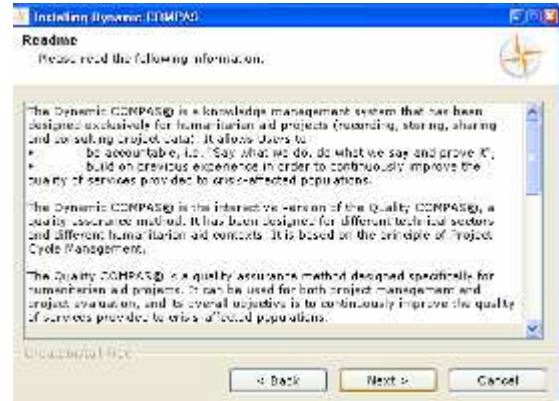 Installing Dynamic COMPAS
Readme
Please read the following information.
The Dynamic COMPAS® is a knowledge management system that has been
designed exclusively for humanitarian aid projects (recording, storing, sharing
and consulting project data). It allows Users to:
• be accountable, i.e. "Say what we do, do what we say and prove it",
• build on previous experience in order to continuously improve the
quality of services provided to crisis-affected populations.
The Dynamic COMPAS® is the interactive version of the Quality COMPAS®, a
quality assurance method. It has been designed for different technical sectors
and different humanitarian aid contexts. It is based on the principle of Project
Cycle Management.
The Quality COMPAS® is a quality assurance method designed specifically for
humanitarian aid projects. It can be used for both project management and
project evaluation, and its overall objective is to continuously improve the quality
of services provided to crisis-affected populations.
< Back
Next >
Cancel